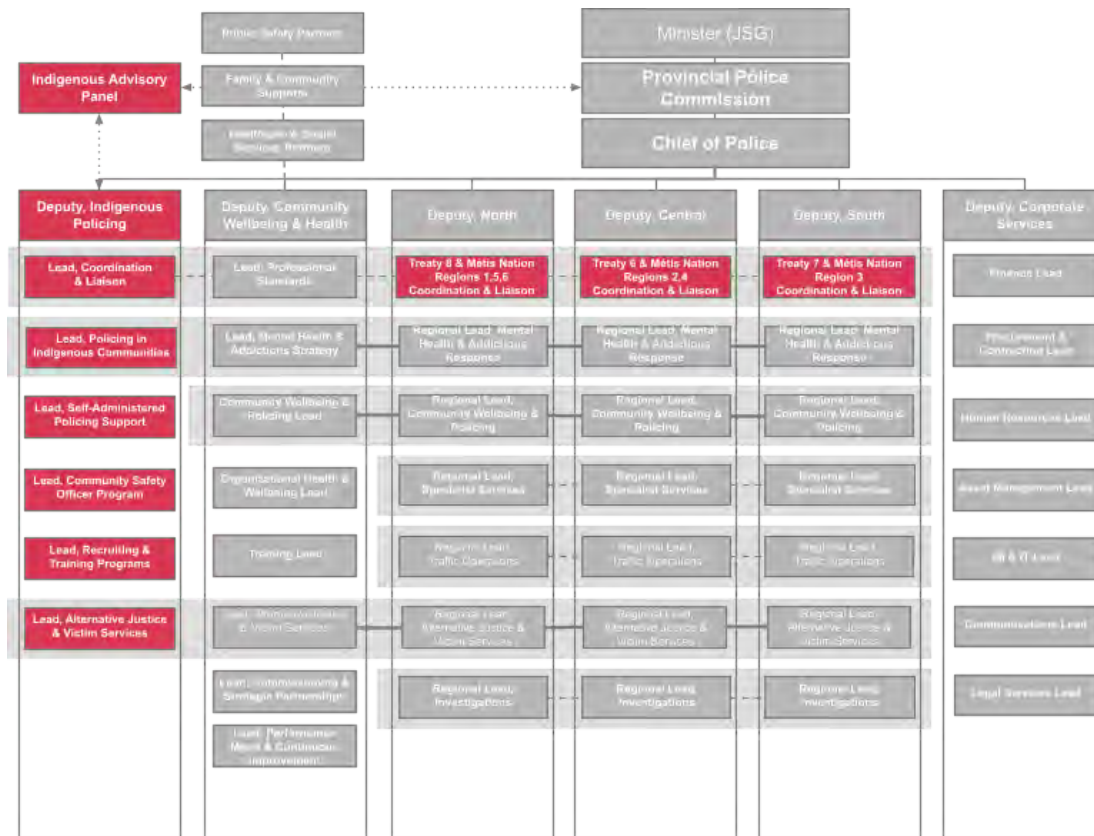 Public Safety Partners
Minister (JSG)
Indigenous Advisory
Panel
Family & Community
Supports
Provincial Police
Commission
Healthcare & Social
Services Partners
Chief of Police
Deputy, Indigenous
Policing
Deputy, Community
Wellbeing & Health
Deputy, North
Deputy, Central
Deputy, South
Deputy, Corporate
Services
Lead, Coordination
& Liaison
Lead, Professional
Standards
Treaty 8 & Métis Nation
Regions 1,5,6
Coordination & Liaison
Treaty 6 & Métis Nation
Regions 2,4
Coordination & Liaison
Treaty 7 & Métis Nation
Region 3
Coordination & Liaison
Finance Lead
Lead, Policing in
Indigenous Communities
Lead, Mental Health &
Addictions Strategy
Regional Lead, Mental
Health & Addictions
Response
Regional Lead, Mental
Health & Addictions
Response
Regional Lead, Mental
Health & Addictions
Response
Procurement &
Contracting Lead
Lead, Self-Administered
Policing Support
Community Wellbeing &
Policing Lead
Regional Lead,
Community Wellbeing &
Policing
Regional Lead,
Community Wellbeing &
Policing
Regional Lead,
Community Wellbeing &
Policing
Human Resources Lead
Lead, Community Safety
Officer Program
Organizational Health &
Wellbeing Lead
Regional Lead,
Specialist Services
Regional Lead,
Specialist Services
Regional Lead,
Specialist Services
Asset Management Lead
Lead, Recruiting &
Training Programs
Training Lead
Regional Lead,
Traffic Operations
Regional Lead,
Traffic Operations
Regional Lead,
Traffic Operations
& IT Lead
Lead, Alternative Justice
& Victim Services
Lead,
& Victim Services
Regional Lead,
Alternative Justice &
Victim Services
Regional Lead,
Alternative Justice &
Victim Services
Regional Lead,
Alternative Justice &
Victim Services
Communications Lead
Lead, Commissioning &
Strategic Partnerships
Regional Lead,
Investigations
Regional Lead,
Investigations
Regional Lead,
Investigations
Legal Services Lead
Lead, Performance
& Continuous
Improvement